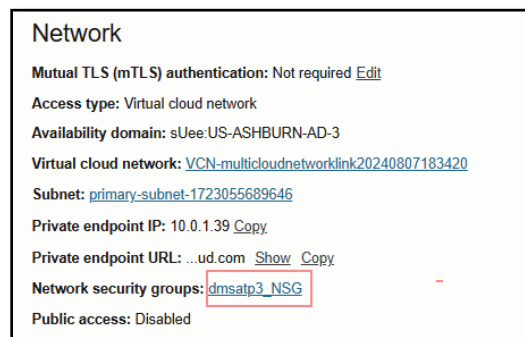 Network
Mutual TLS (mTLS) authentication: Not required Edit
Access type: Virtual cloud network
Availability domain: sUee:US-ASHBURN-AD-3
Virtual cloud network: VCN-multicloudnetworklink20240807183420
Subnet: primary-subnet-1723055689646
Private endpoint IP: 10.0.1.39 Copy
Private endpoint URL: ...ud.com Show Copy
Network security groups: dmsatp3_NSG
Public access: Disabled